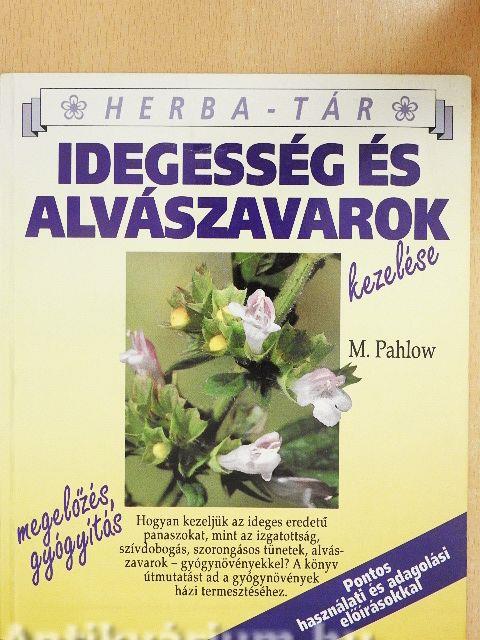 HERBA-TÁR
IDEGESSÉG ÉS
ALVÁSZAVAROK
kezelése
M. Pahlow
megelőzés,
gyógyítás
Hogyan kezeljük az ideges eredetű
panaszokat, mint az izgatottság,
szívdobogás, szorongásos tünetek, alvás-
zavarok – gyógynövényekkel? A könyv
útmutatást ad a gyógynövények
házi termesztéséhez.
Pontos
használati és adagolási
előírásokkal